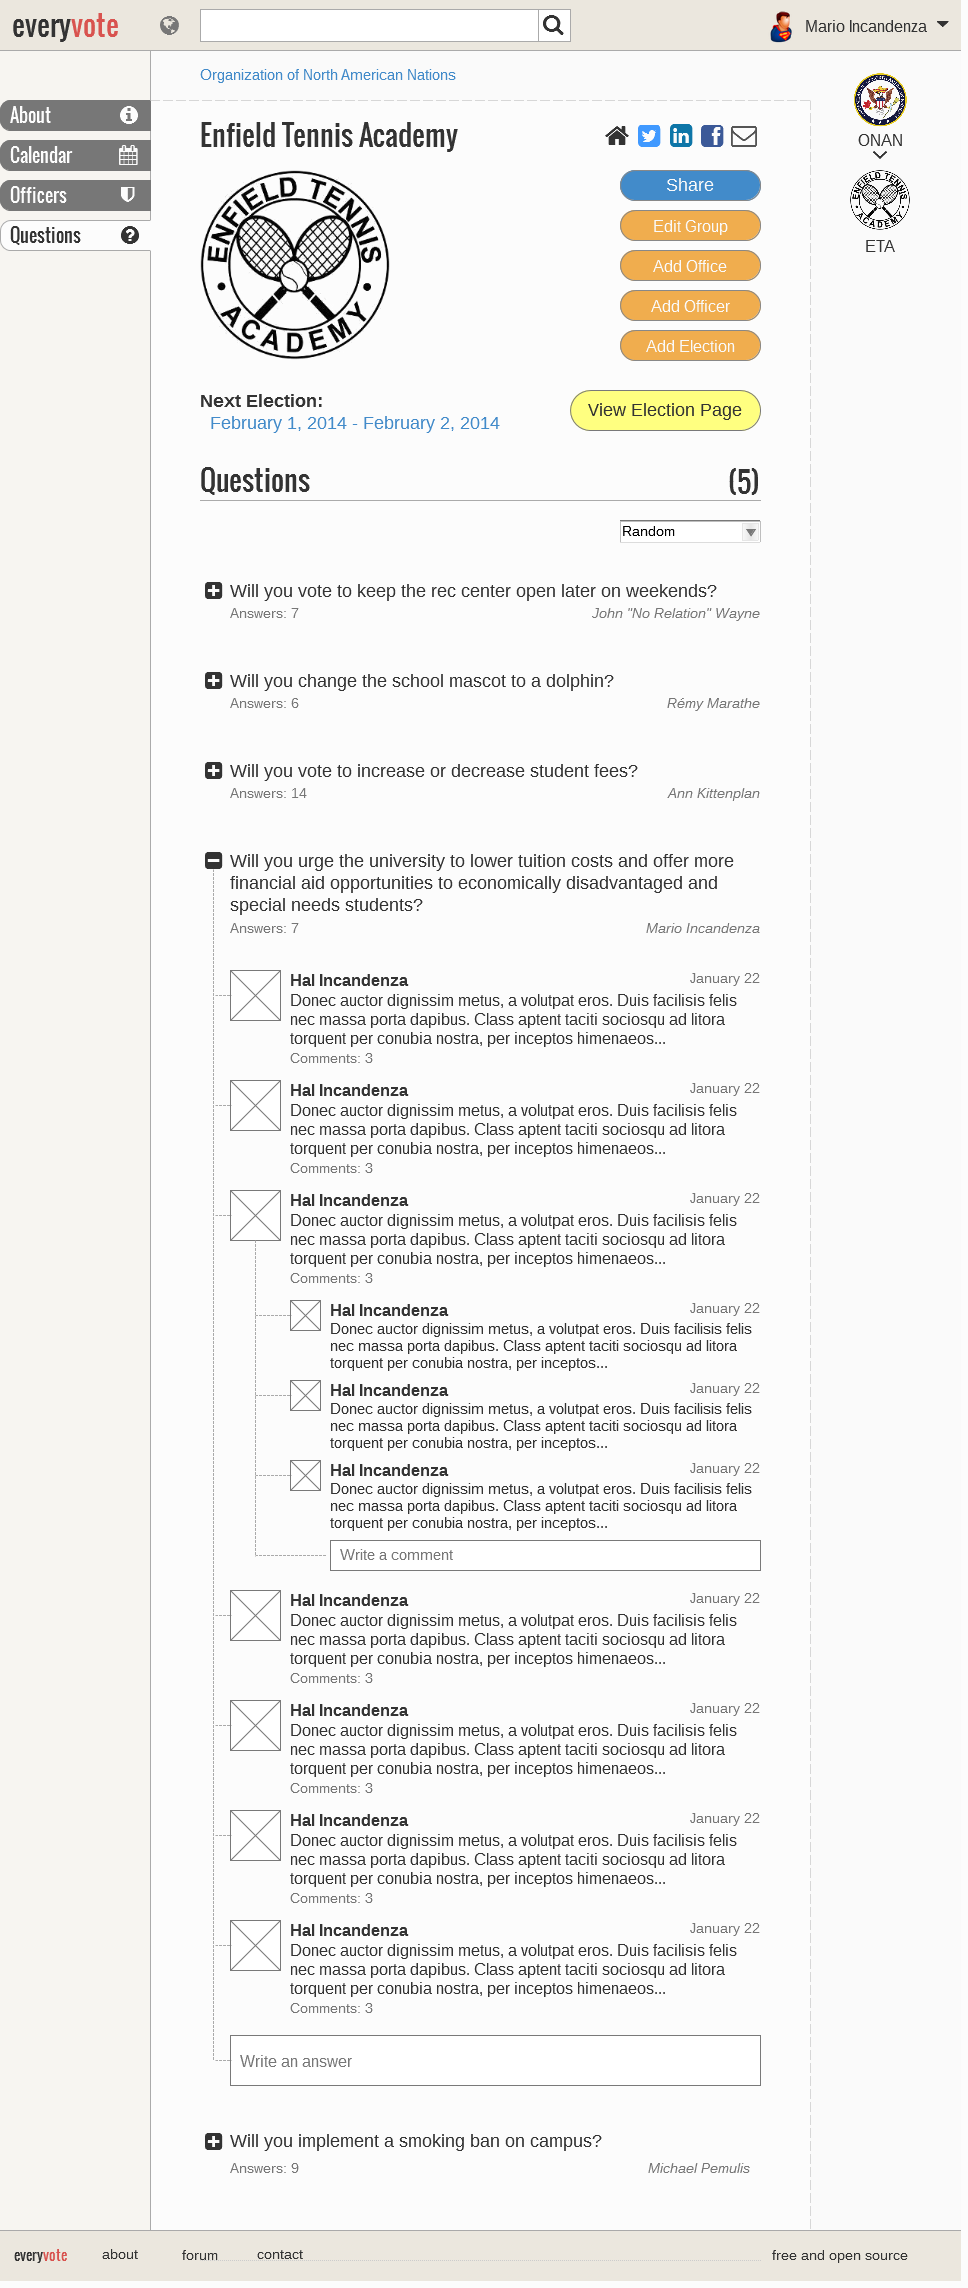 everyvote
Mario Incandenza
Organization of North American Nations
About
Calendar
Officers
Questions
Enfield Tennis Academy
ENFIELD TENNIS
ACADEMY
Share
Edit Group
Add Office
Add Officer
Add Election
ONAN
ENFIELD TENNIS
ACADEMY
ETA
Next Election:
February 1, 2014 - February 2, 2014
View Election Page
Questions (5)
Random
Will you vote to keep the rec center open later on weekends?
Answers: 7 John "No Relation" Wayne
Will you change the school mascot to a dolphin?
Answers: 6 Rémy Marathe
Will you vote to increase or decrease student fees?
Answers: 14 Ann Kittenplan
Will you urge the university to lower tuition costs and offer more
financial aid opportunities to economically disadvantaged and
special needs students?
Answers: 7 Mario Incandenza
Hal Incandenza January 22
Donec auctor dignissim metus, a volutpat eros. Duis facilisis felis
nec massa porta dapibus. Class aptent taciti sociosqu ad litora
torquent per conubia nostra, per inceptos himenaeos...
Comments: 3
Hal Incandenza January 22
Donec auctor dignissim metus, a volutpat eros. Duis facilisis felis
nec massa porta dapibus. Class aptent taciti sociosqu ad litora
torquent per conubia nostra, per inceptos himenaeos...
Comments: 3
Hal Incandenza January 22
Donec auctor dignissim metus, a volutpat eros. Duis facilisis felis
nec massa porta dapibus. Class aptent taciti sociosqu ad litora
torquent per conubia nostra, per inceptos himenaeos...
Comments: 3
Hal Incandenza January 22
Donec auctor dignissim metus, a volutpat eros. Duis facilisis felis
nec massa porta dapibus. Class aptent taciti sociosqu ad litora
torquent per conubia nostra, per inceptos...
Hal Incandenza January 22
Donec auctor dignissim metus, a volutpat eros. Duis facilisis felis
nec massa porta dapibus. Class aptent taciti sociosqu ad litora
torquent per conubia nostra, per inceptos...
Hal Incandenza January 22
Donec auctor dignissim metus, a volutpat eros. Duis facilisis felis
nec massa porta dapibus. Class aptent taciti sociosqu ad litora
torquent per conubia nostra, per inceptos...
Write a comment
Hal Incandenza January 22
Donec auctor dignissim metus, a volutpat eros. Duis facilisis felis
nec massa porta dapibus. Class aptent taciti sociosqu ad litora
torquent per conubia nostra, per inceptos himenaeos...
Comments: 3
Hal Incandenza January 22
Donec auctor dignissim metus, a volutpat eros. Duis facilisis felis
nec massa porta dapibus. Class aptent taciti sociosqu ad litora
torquent per conubia nostra, per inceptos himenaeos...
Comments: 3
Hal Incandenza January 22
Donec auctor dignissim metus, a volutpat eros. Duis facilisis felis
nec massa porta dapibus. Class aptent taciti sociosqu ad litora
torquent per conubia nostra, per inceptos himenaeos...
Comments: 3
Hal Incandenza January 22
Donec auctor dignissim metus, a volutpat eros. Duis facilisis felis
nec massa porta dapibus. Class aptent taciti sociosqu ad litora
torquent per conubia nostra, per inceptos himenaeos...
Comments: 3
Write an answer
Will you implement a smoking ban on campus?
Answers: 9 Michael Pemulis
everyvote about forum contact free and open source